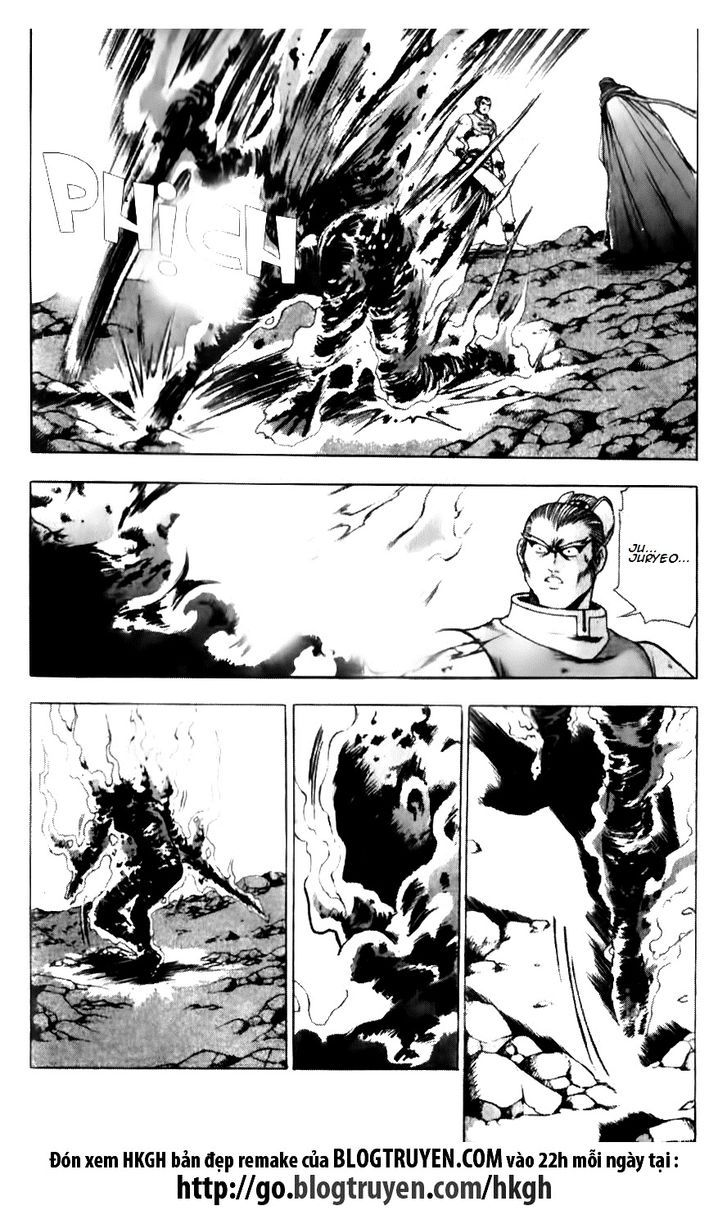 PHỊCH
JU...
JURYEO...
Đón xem HKGH bản đẹp remake của BLOGTRUYEN.COM vào 22h mỗi ngày tại :
http://go.blogtruyen.com/hkgh